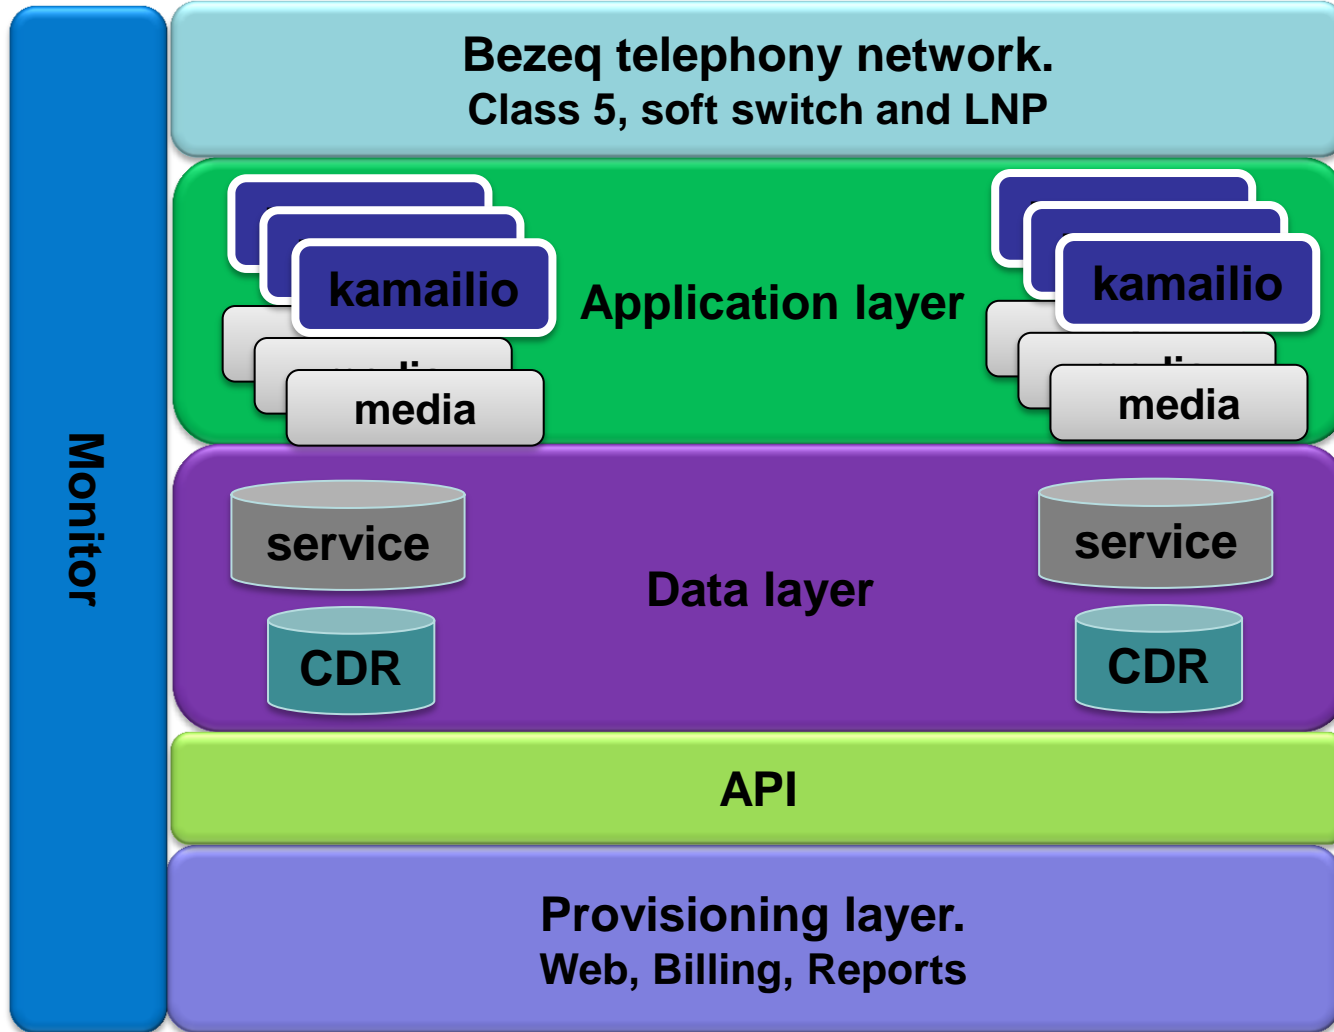 Monitor
Bezeq telephony network.
Class 5, soft switch and LNP
kamailio
kamailio
Application layer
media
media
service
service
Data layer
CDR
CDR
API
Provisioning layer.
Web, Billing, Reports